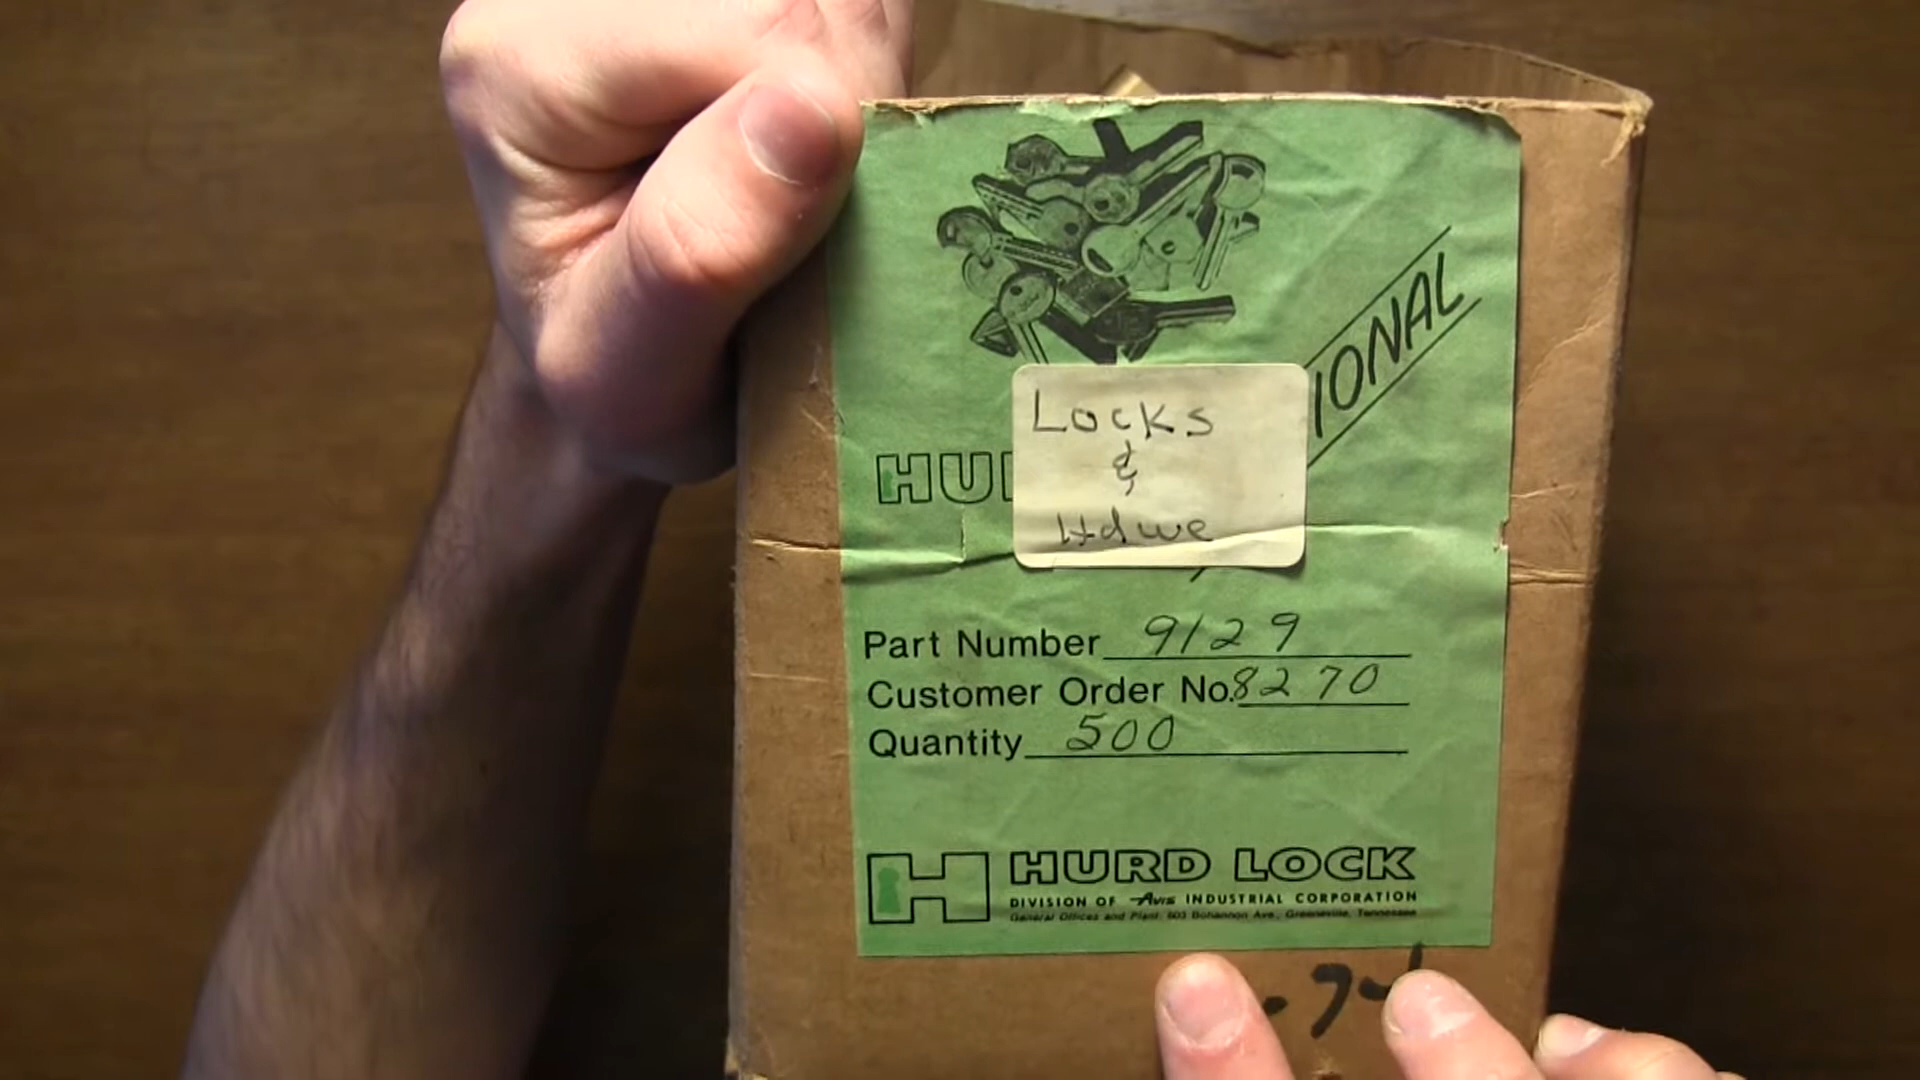 IONAL
HU
Locks
&
Hdwe
Part Number 9129
Customer Order No. 8270
Quantity 500
H HURD LOCK
DIVISION OF AVIS INDUSTRIAL CORPORATION
General Offices and Plant: 603 Bohannon Ave., Greeneville, Tennessee